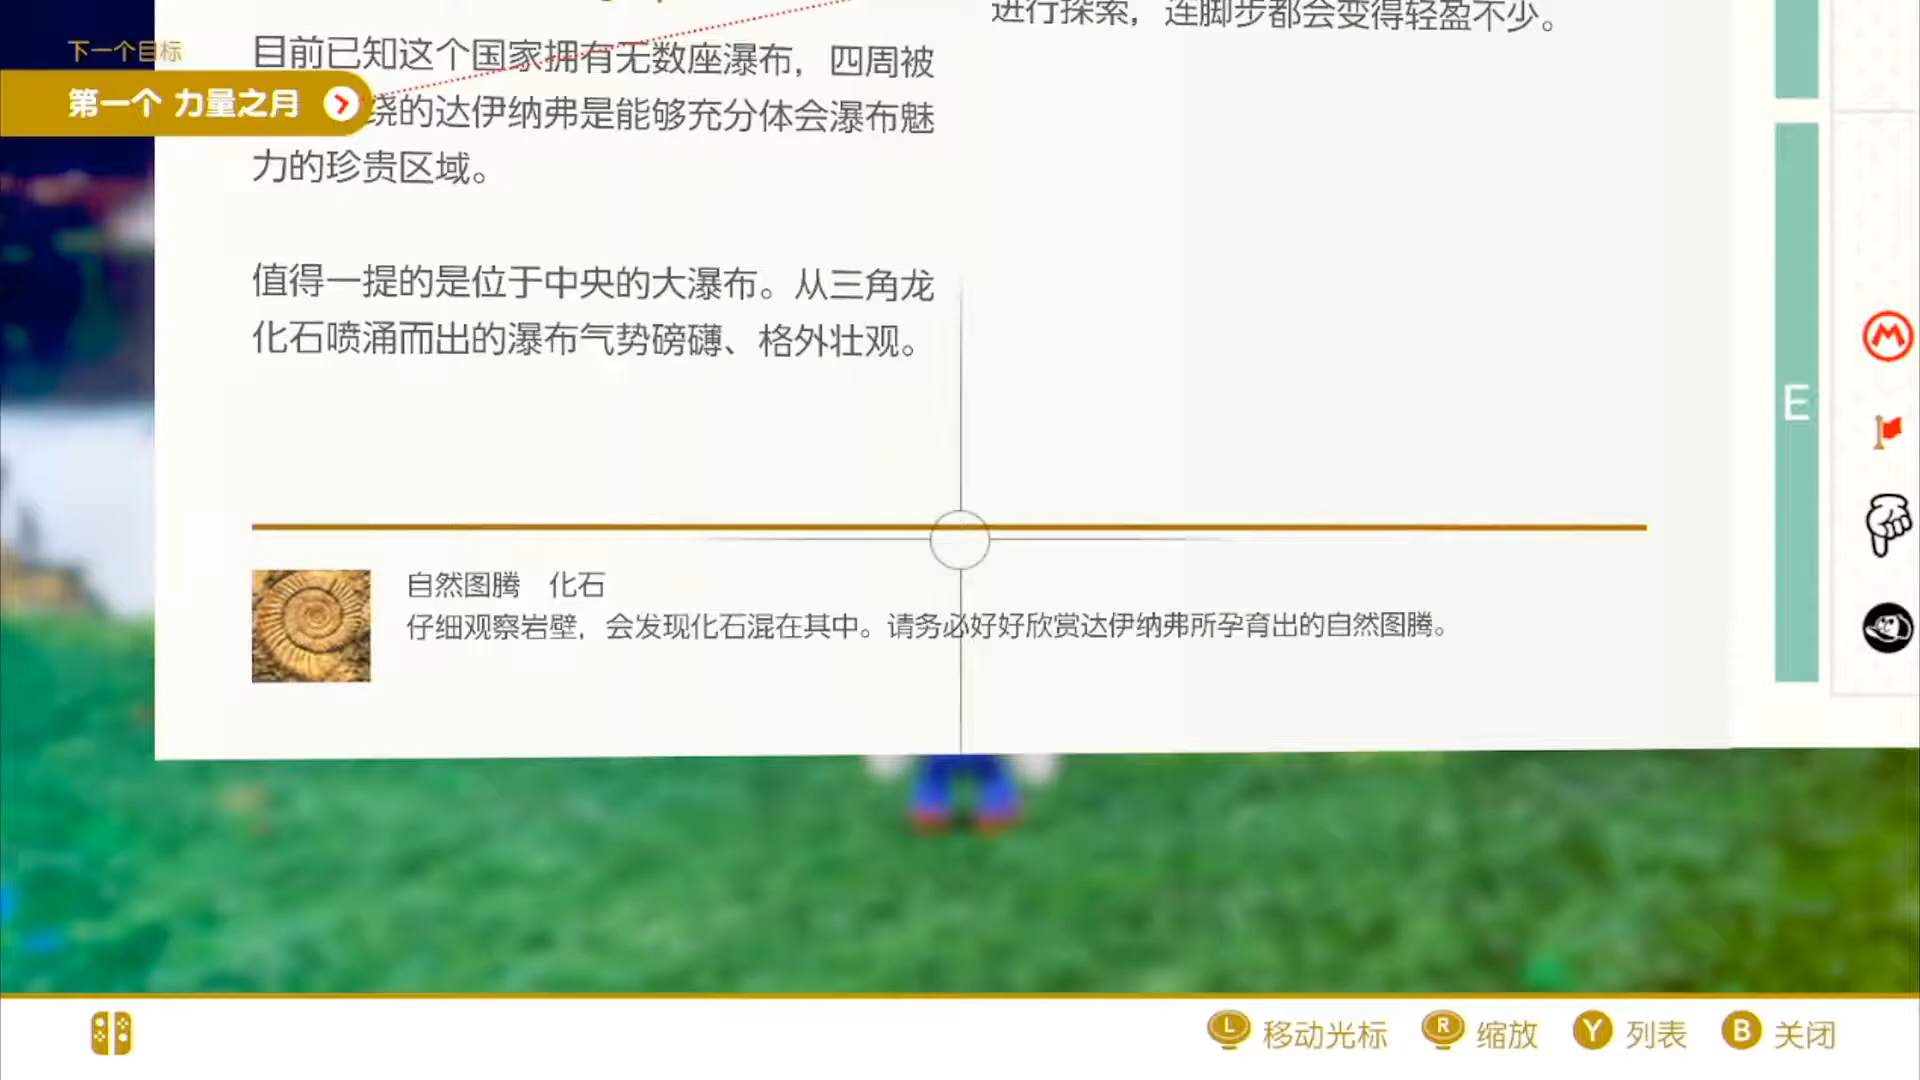 下一个目标
第一个 力量之月
目前已知这个国家拥有无数座瀑布，四周被
绕的达伊纳弗是能够充分体会瀑布魅
力的珍贵区域。
值得一提的是位于中央的大瀑布。从三角龙
化石喷涌而出的瀑布气势磅礴、格外壮观。
进行探索，连脚步都会变得轻盈不少。
E
自然图腾 化石
仔细观察岩壁，会发现化石混在其中。请务必好好欣赏达伊纳弗所孕育出的自然图腾。
L 移动光标 R 缩放 Y 列表 B 关闭